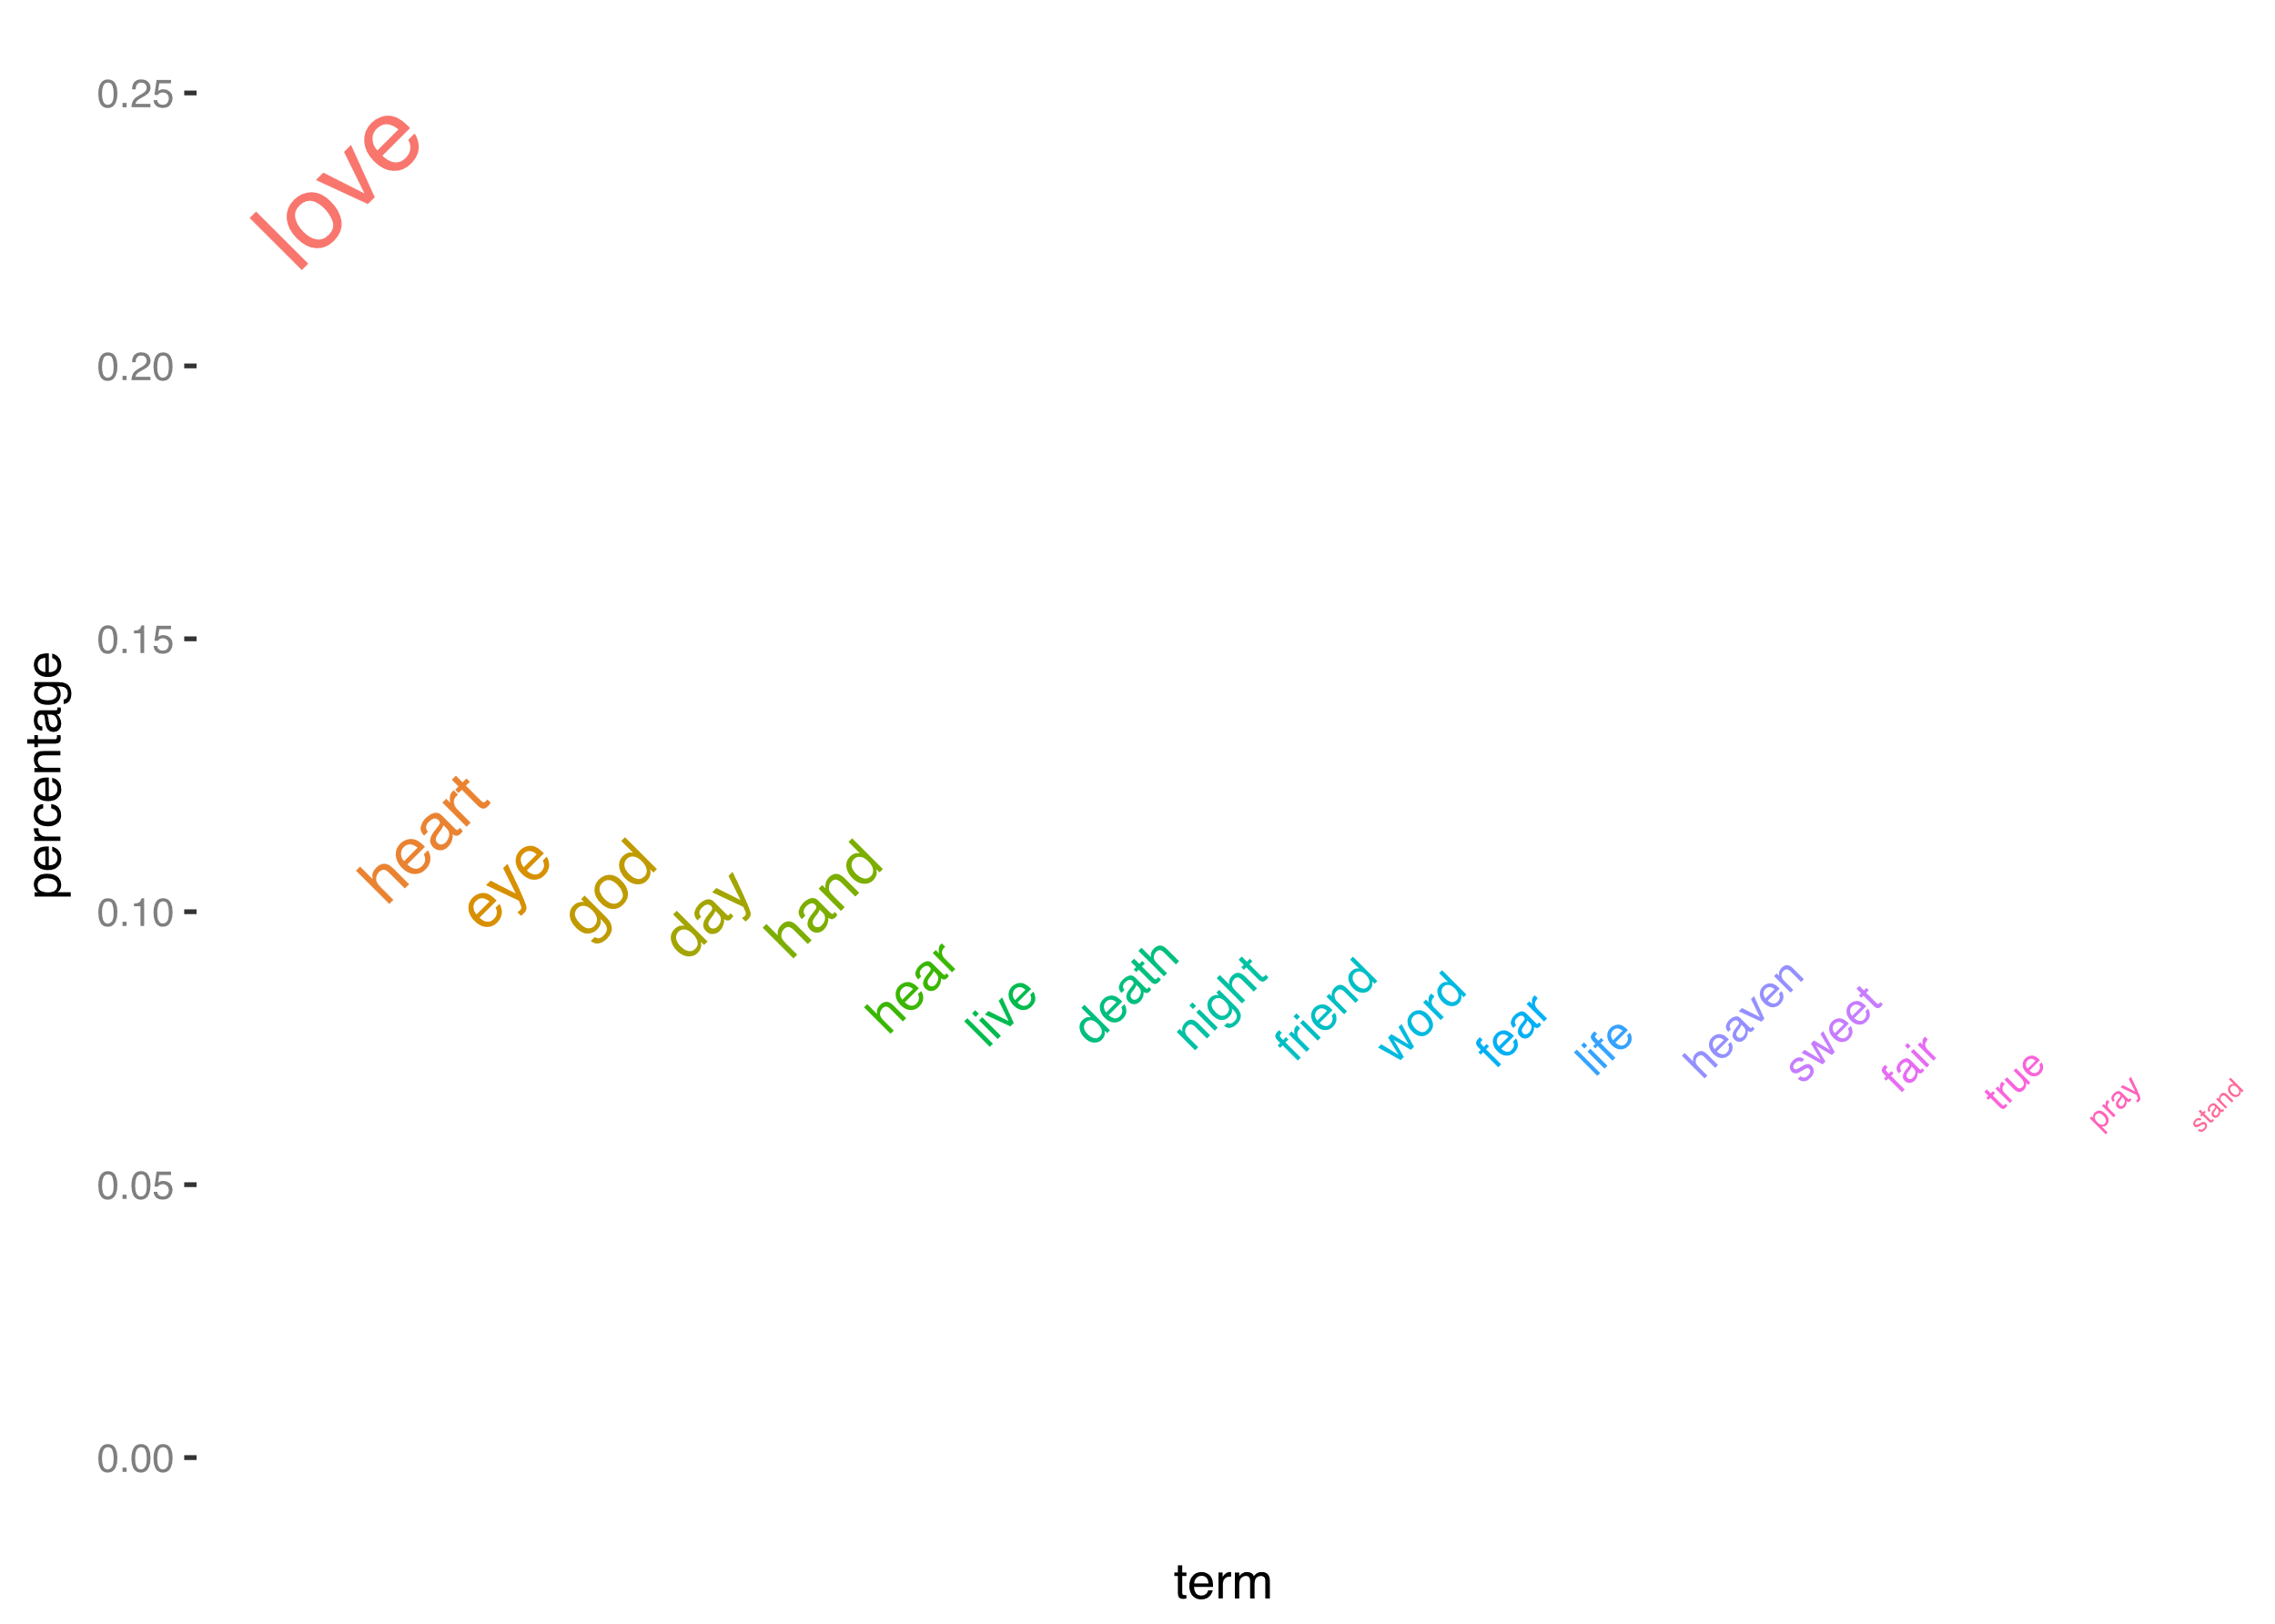 percentage
0.25
0.20
0.15
0.10
0.05
0.00
love
heart
eye
god
day
hand
hear
live
death
night
friend
word
fear
life
heaven
sweet
fair
true
pray
stand
term